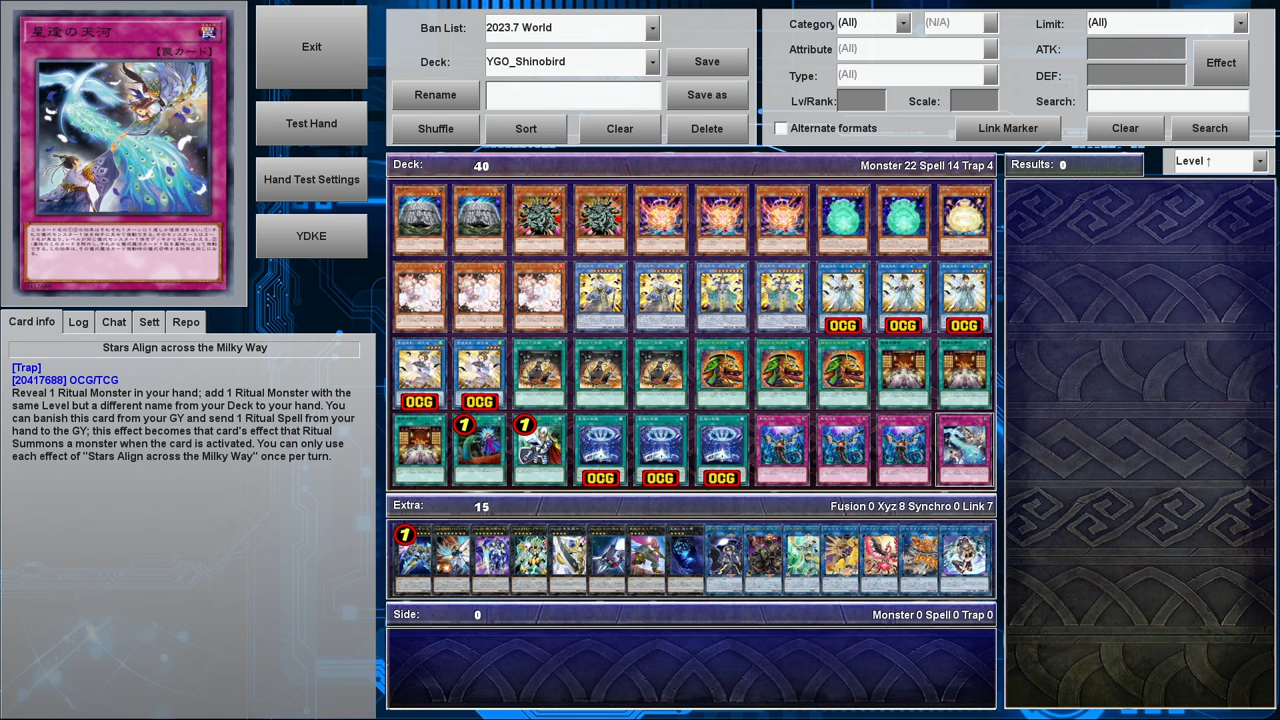 星逢の天河
罠
【罠カード】
Exit
Test Hand
Hand Test Settings
YDKE
Ban List:
2023.7 World
Deck:
YGO_Shinobird
Save
Rename
Save as
Shuffle
Sort
Clear
Delete
Category
(All)
(N/A)
Limit:
(All)
Attribute
(All)
ATK:
Type:
(All)
DEF:
Effect
Lv/Rank:
Scale:
Search:
Alternate formats
Link Marker
Clear
Search
Deck:
40
Monster 22 Spell 14 Trap 4
Results:
0
Level ↑
OCG
OCG
OCG
OCG
OCG
1
1
OCG
OCG
OCG
Extra:
15
Fusion 0 Xyz 8 Synchro 0 Link 7
1
Side:
0
Monster 0 Spell 0 Trap 0
Card info
Log
Chat
Sett
Repo
Stars Align across the Milky Way
[Trap]
[20417688] OCG/TCG
Reveal 1 Ritual Monster in your hand; add 1 Ritual Monster with the
same Level but a different name from your Deck to your hand. You
can banish this card from your GY and send 1 Ritual Spell from your
hand to the GY; this effect becomes that card's effect that Ritual
Summons a monster when the card is activated. You can only use
each effect of "Stars Align across the Milky Way" once per turn.